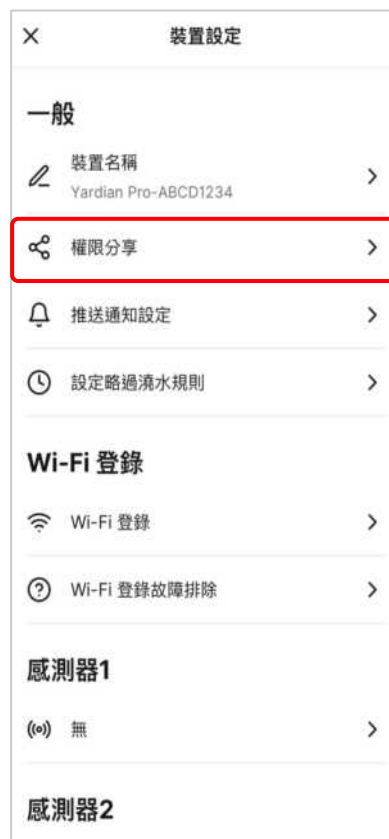 裝置設定
一般
裝置名稱
Yardian Pro-ABCD1234
權限分享
推送通知設定
設定略過澆水規則
Wi-Fi 登錄
Wi-Fi 登錄
Wi-Fi 登錄故障排除
感測器1
無
感測器2